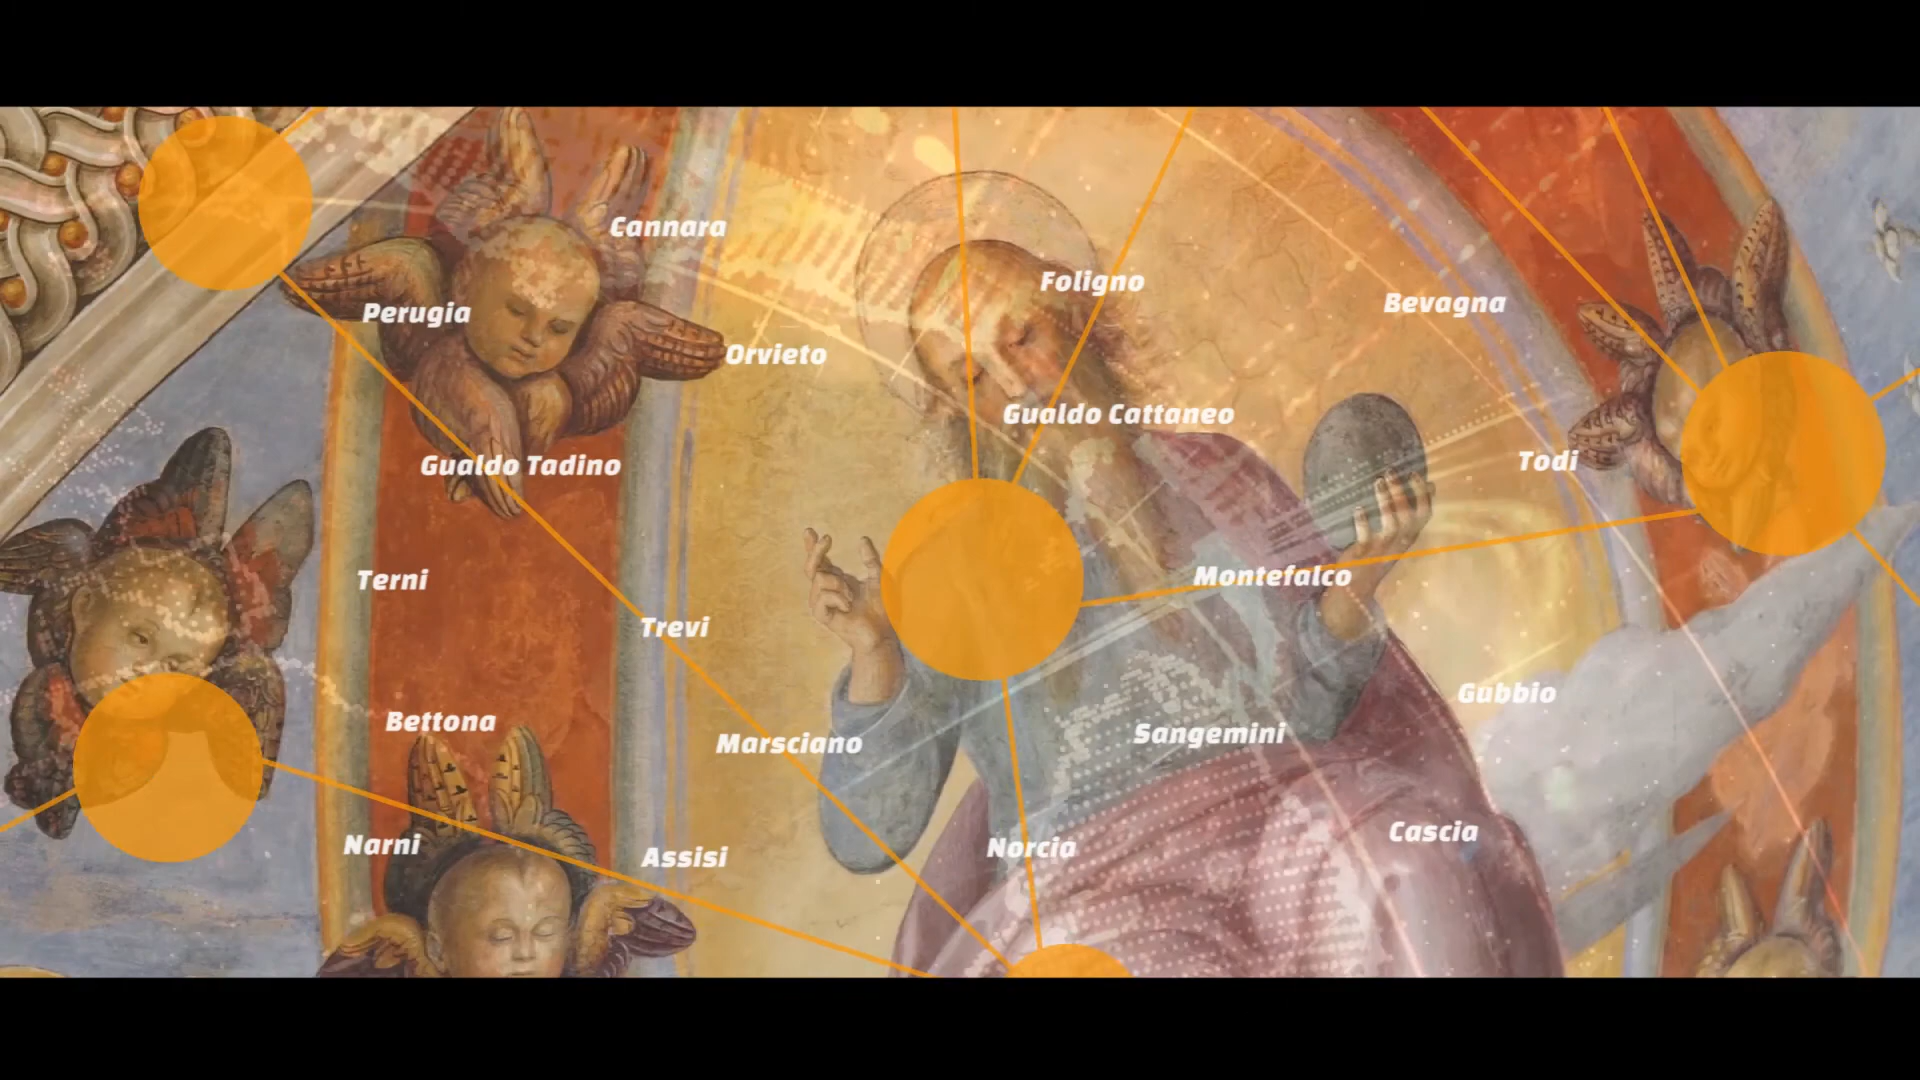 Cannara
Foligno
Bevagna
Perugia
Orvieto
Gualdo Cattaneo
Gualdo Tadino
Todi
Terni
Montefalco
Trevi
Gubbio
Bettona
Marsciano
Sangemini
Narni
Assisi
Norcia
Cascia